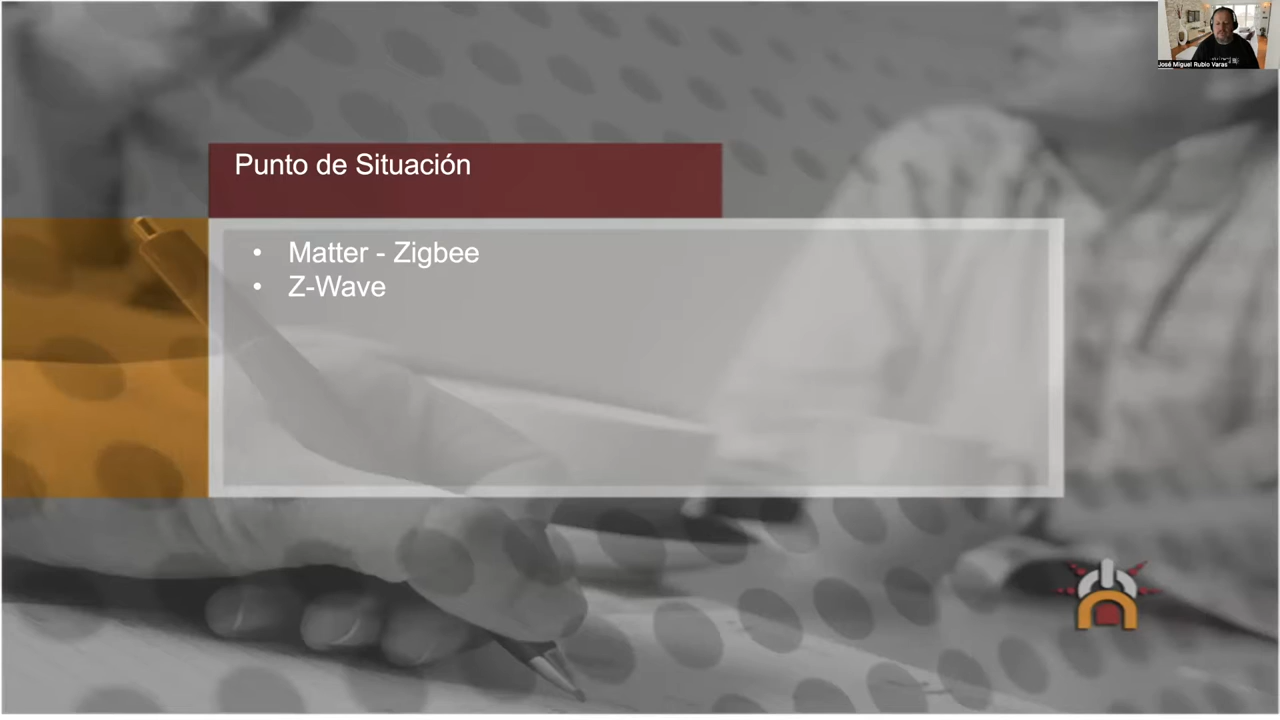 José Miguel Rubio Varas
Punto de Situación
• Matter - Zigbee
• Z-Wave